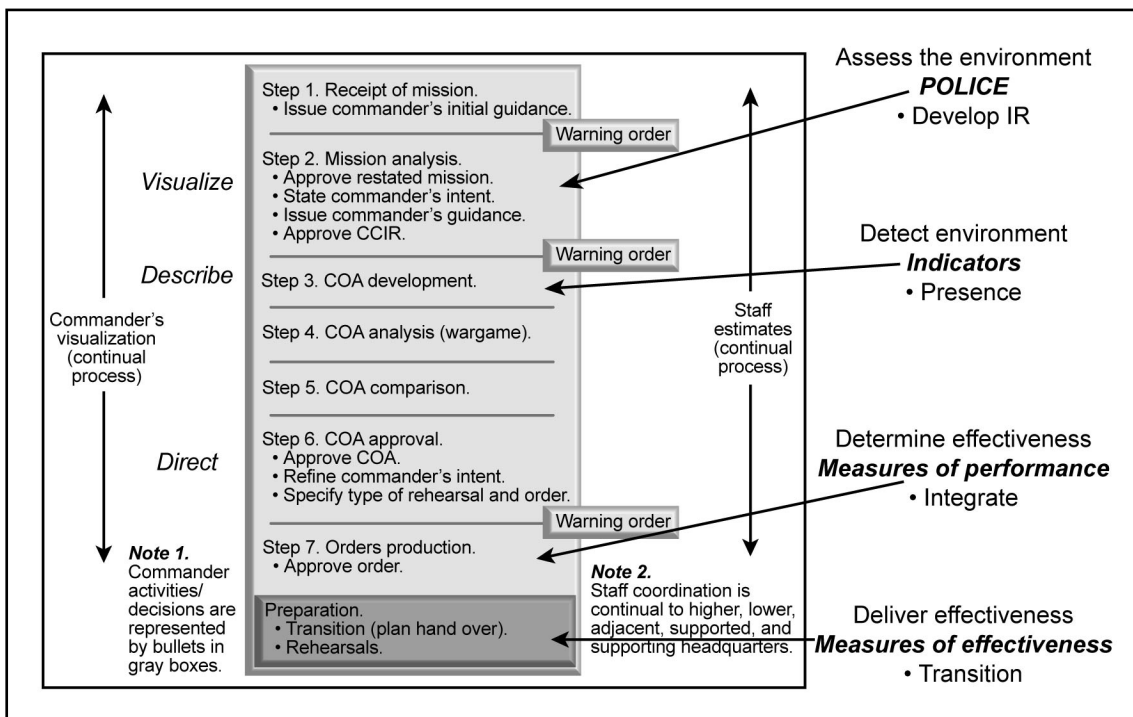 Step 1. Receipt of mission.
• Issue commander's initial guidance.
Warning order
Step 2. Mission analysis.
• Approve restated mission.
• State commander's intent.
• Issue commander's guidance.
• Approve CCIR.
Warning order
Step 3. COA development.
Step 4. COA analysis (wargame).
Step 5. COA comparison.
Step 6. COA approval.
• Approve COA.
• Refine commander's intent.
• Specify type of rehearsal and order.
Warning order
Step 7. Orders production.
• Approve order.
Preparation.
• Transition (plan hand over).
• Rehearsals.
Visualize
Describe
Commander's
visualization
(continual
process)
Direct
Note 1.
Commander
activities/
decisions are
represented
by bullets in
gray boxes.
Staff
estimates
(continual
process)
Note 2.
Staff coordination is
continual to higher, lower,
adjacent, supported, and
supporting headquarters.
Assess the environment
POLICE
• Develop IR
Detect environment
Indicators
• Presence
Determine effectiveness
Measures of performance
• Integrate
Deliver effectiveness
Measures of effectiveness
• Transition